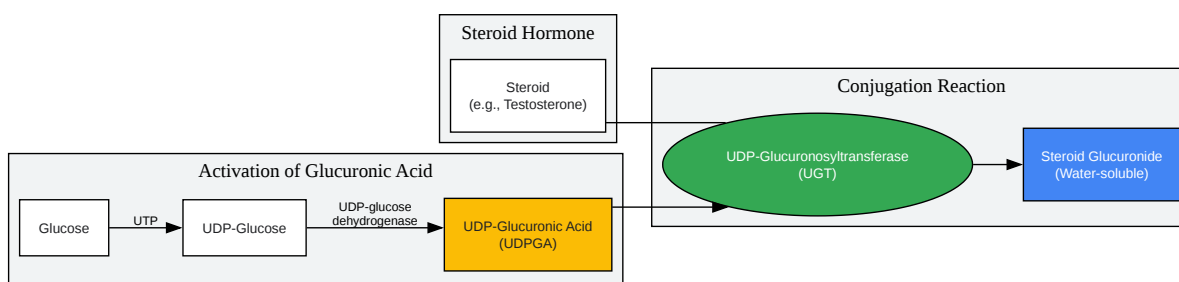 Steroid Hormone
Steroid
(e.g., Testosterone)
Conjugation Reaction
UDP-Glucuronosyltransferase
(UGT)
Steroid Glucuronide
(Water-soluble)
Activation of Glucuronic Acid
Glucose
UTP
UDP-Glucose
UDP-glucose
dehydrogenase
UDP-Glucuronic Acid
(UDPGA)